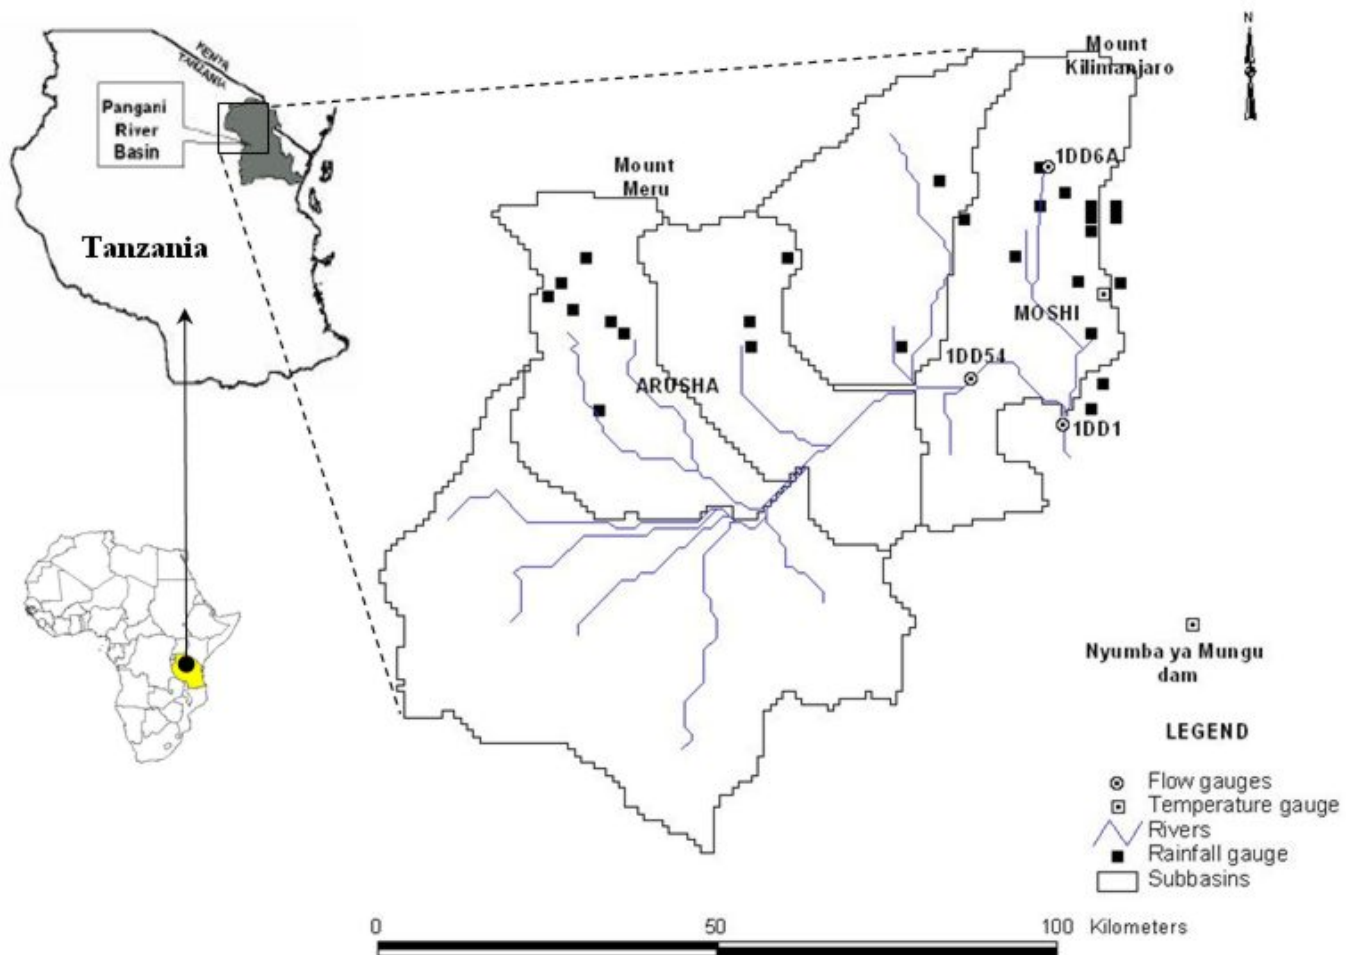 N
Mount
Kilimanjaro
KENYA
TANZANIA
Pangani
River
Basin
1DD6A
Mount
Meru
Tanzania
MOSHI
1DD54
ARUSHA
1DD1
Nyumba ya Mungu
dam
LEGEND
Flow gauges
Temperature gauge
Rivers
Rainfall gauge
Subbasins
0 50 100 Kilometers